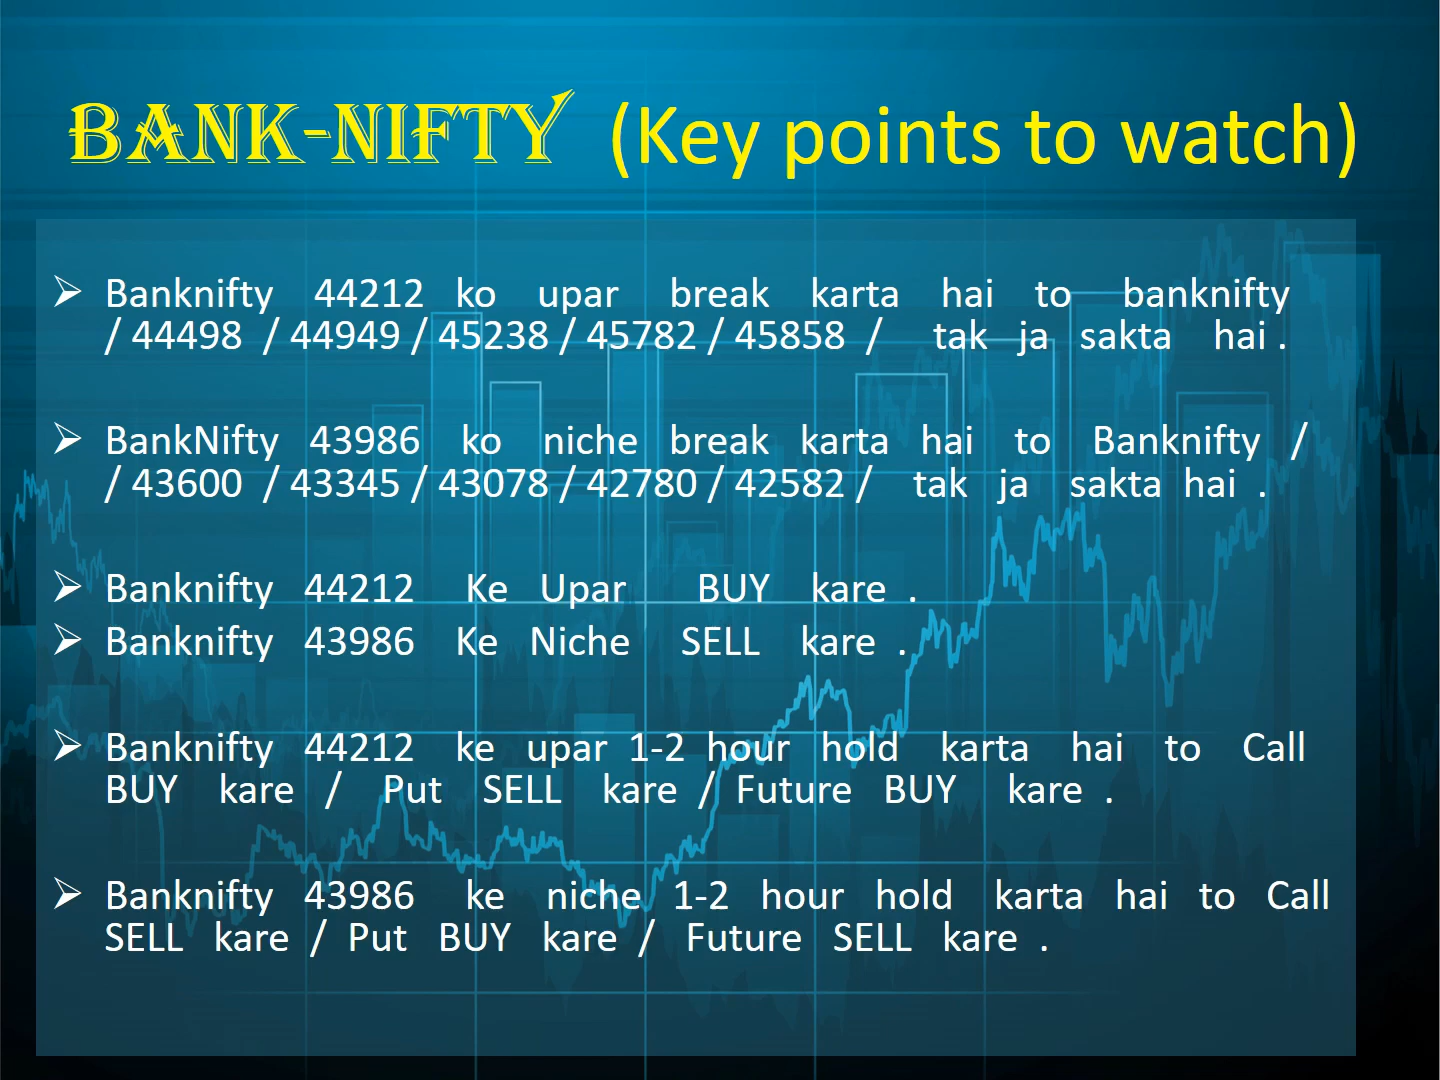 BANK-NIFTY (Key points to watch)
➢ Banknifty 44212 ko upar break karta hai to banknifty
/ 44498 / 44949 / 45238 / 45782 / 45858 / tak ja sakta hai .
➢ BankNifty 43986 ko niche break karta hai to Banknifty /
/ 43600 / 43345 / 43078 / 42780 / 42582 / tak ja sakta hai .
➢ Banknifty 44212 Ke Upar BUY kare .
➢ Banknifty 43986 Ke Niche SELL kare .
➢ Banknifty 44212 ke upar 1-2 hour hold karta hai to Call
BUY kare / Put SELL kare / Future BUY kare .
➢ Banknifty 43986 ke niche 1-2 hour hold karta hai to Call
SELL kare / Put BUY kare / Future SELL kare .